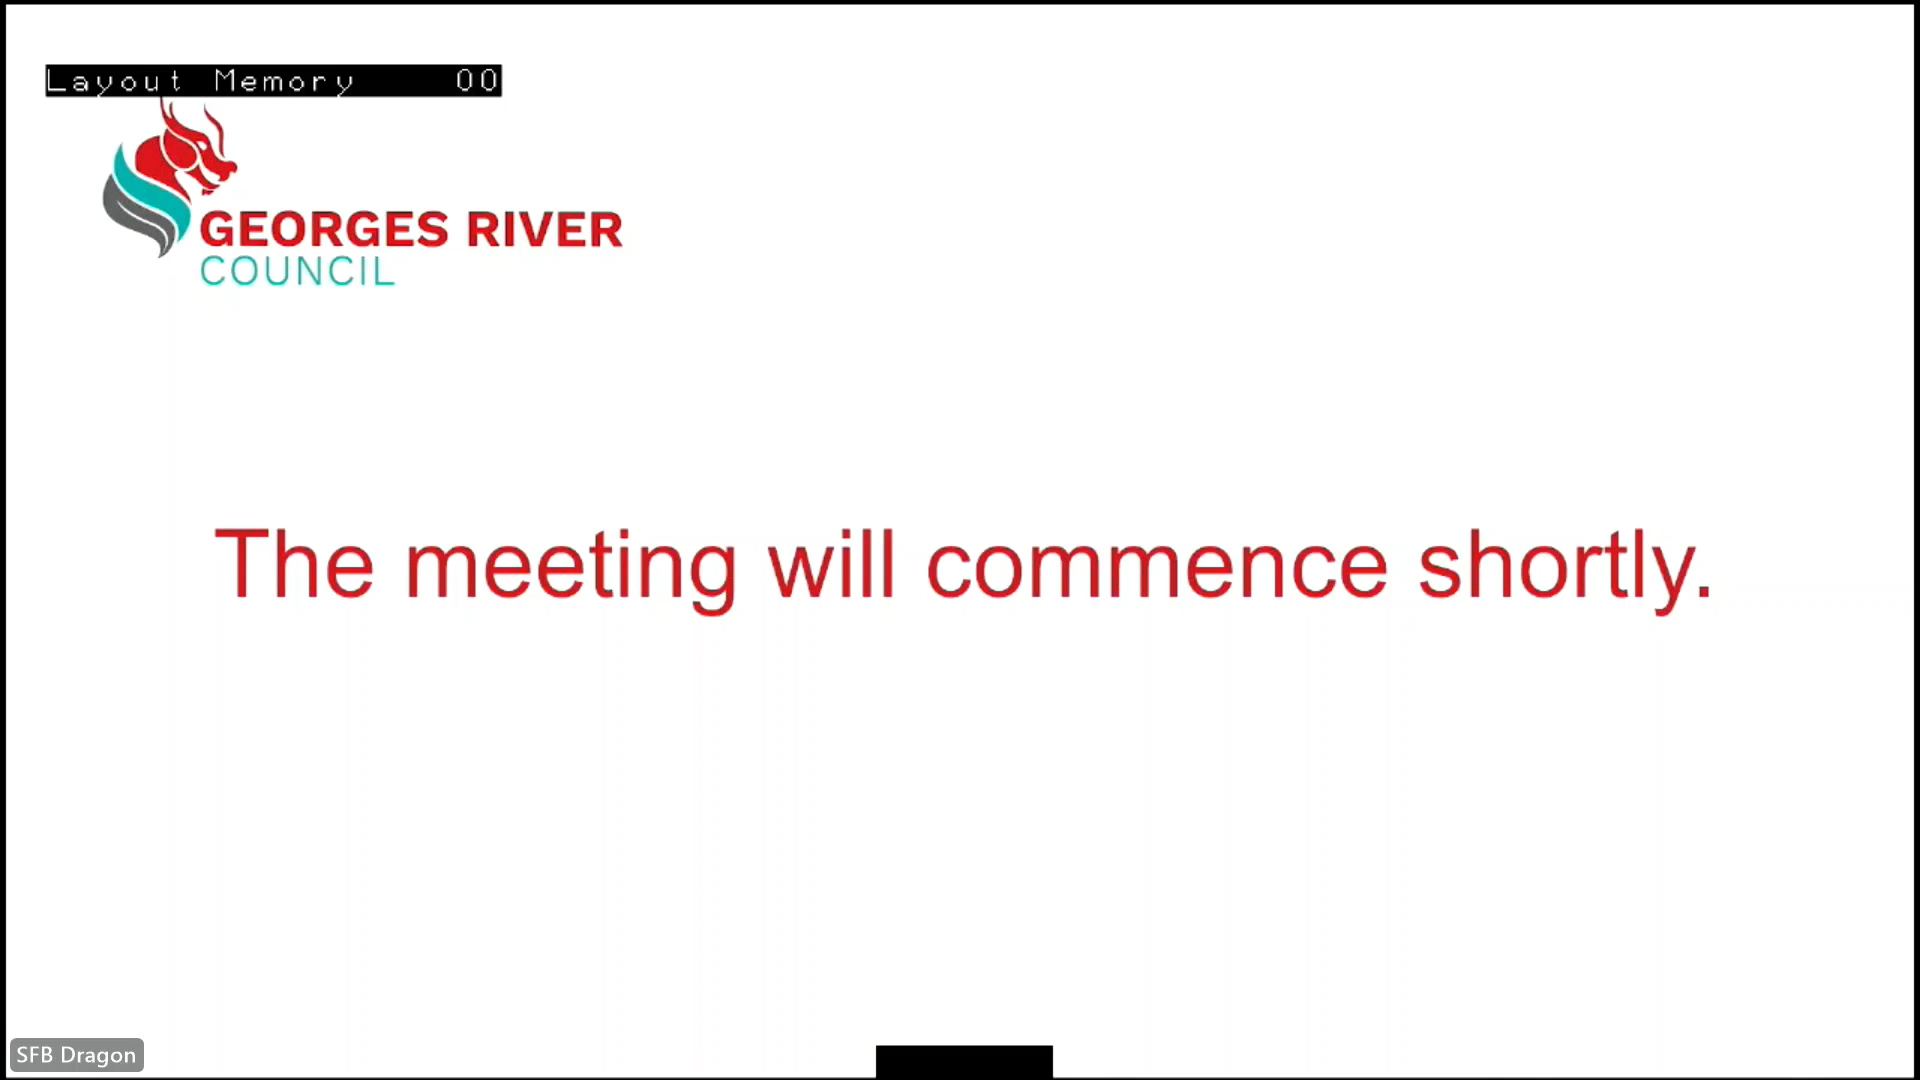 Layout Memory 00
GEORGES RIVER
COUNCIL
The meeting will commence shortly.
SFB Dragon